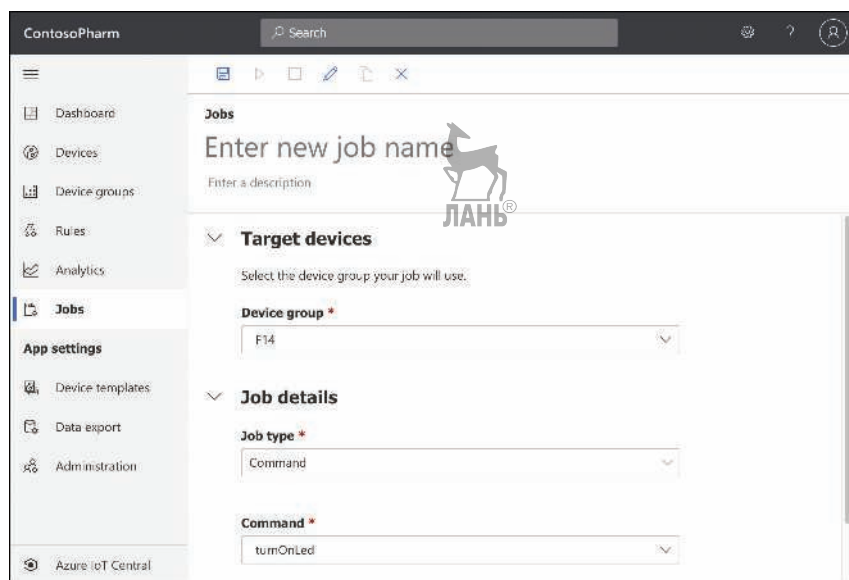 ContosoPharm
Search
?
Dashboard
Devices
Device groups
Rules
Analytics
Jobs
App settings
Device templates
Data export
Administration
Azure IoT Central
Jobs
Enter new job name
Enter a description
ЛАНЬ®
Target devices
Select the device group your job will use.
Device group *
F14
Job details
Job type *
Command
Command *
turnOnLed